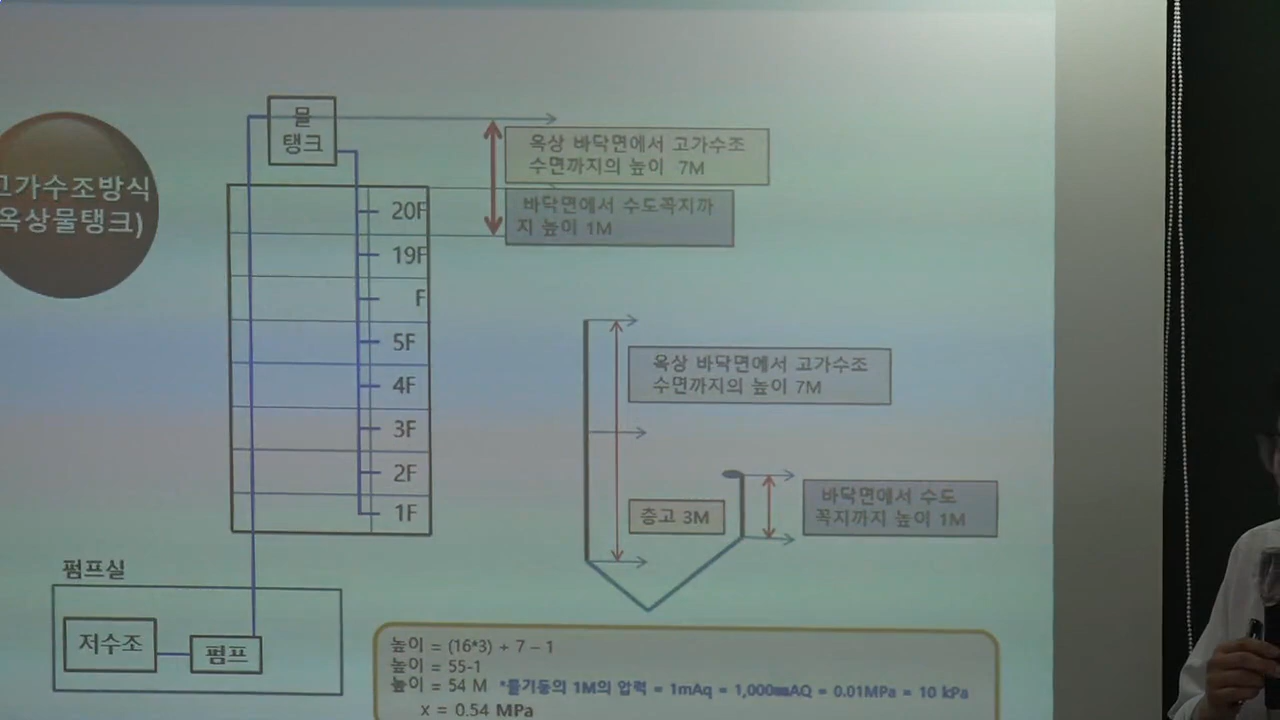 고가수조방식
옥상물탱크)
물
탱크
옥상 바닥면에서 고가수조
수면까지의 높이 7M
바닥면에서 수도꼭지까
지 높이 1M
20F
19F
F
5F
4F
3F
2F
1F
옥상 바닥면에서 고가수조
수면까지의 높이 7M
층고 3M
바닥면에서 수도
꼭지까지 높이 1M
펌프실
저수조
펌프
높이 = (16*3) + 7 – 1
높이 = 55-1
높이 = 54 M *물기둥의 1M의 압력 = 1mAq = 1,000㎜AQ = 0.01MPa = 10 kPa
x = 0.54 MPa